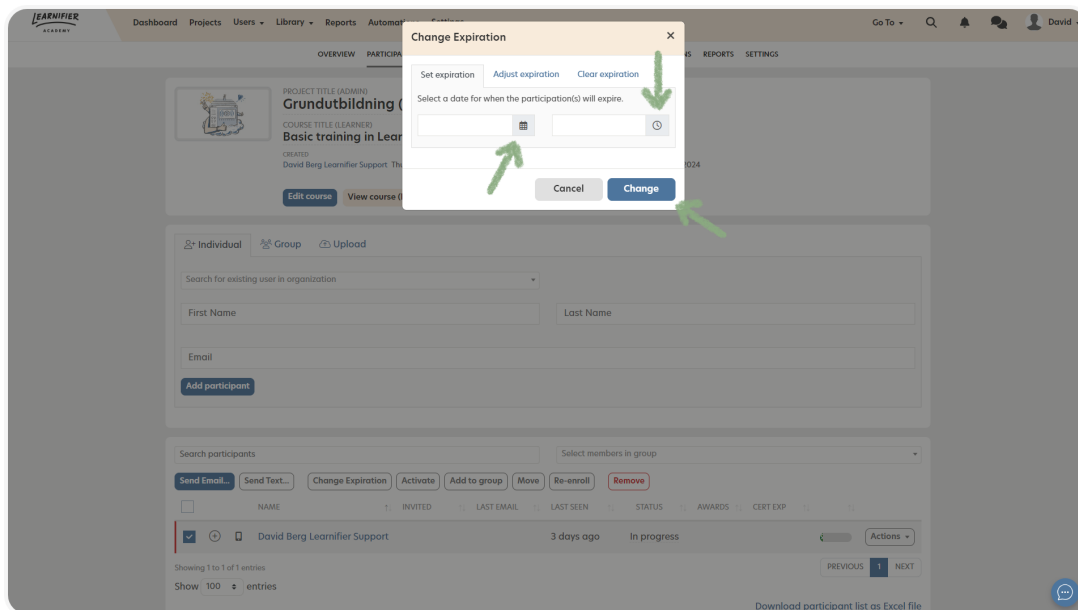 LEARNIFIER
ACADEMY
Dashboard Projects Users Library Reports Go To David
Change Expiration
OVERVIEW REPORTS SETTINGS
Set expiration Adjust expiration Clear expiration
Select a date for when the participation(s) will expire.
PROJECT TITLE (ADMIN)
Grundutbildning (
COURSE TITLE (LEARNER)
Basic training in Lear
CREATED
David Berg Learnifier Support
Cancel Change
Edit course View course (
Individual Group Upload
Search for existing user in organization
First Name Last Name
Email
Add participant
Search participants Select members in group
Send Email... Send Text... Change Expiration Activate Add to group Move Re-enroll Remove
NAME INVITED LAST EMAIL LAST SEEN STATUS AWARDS CERT EXP
David Berg Learnifier Support 3 days ago In progress Actions
Showing 1 to 1 of 1 entries PREVIOUS 1 NEXT
Show 100 entries
Download participant list as Excel file